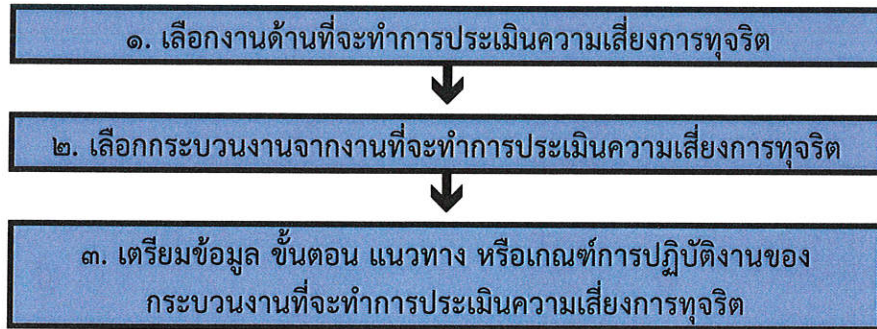 ๑. เลือกงานด้านที่จะทำการประเมินความเสี่ยงการทุจริต
๒. เลือกกระบวนงานจากงานที่จะทำการประเมินความเสี่ยงการทุจริต
๓. เตรียมข้อมูล ขั้นตอน แนวทาง หรือเกณฑ์การปฏิบัติงานของ
กระบวนงานที่จะทำการประเมินความเสี่ยงการทุจริต